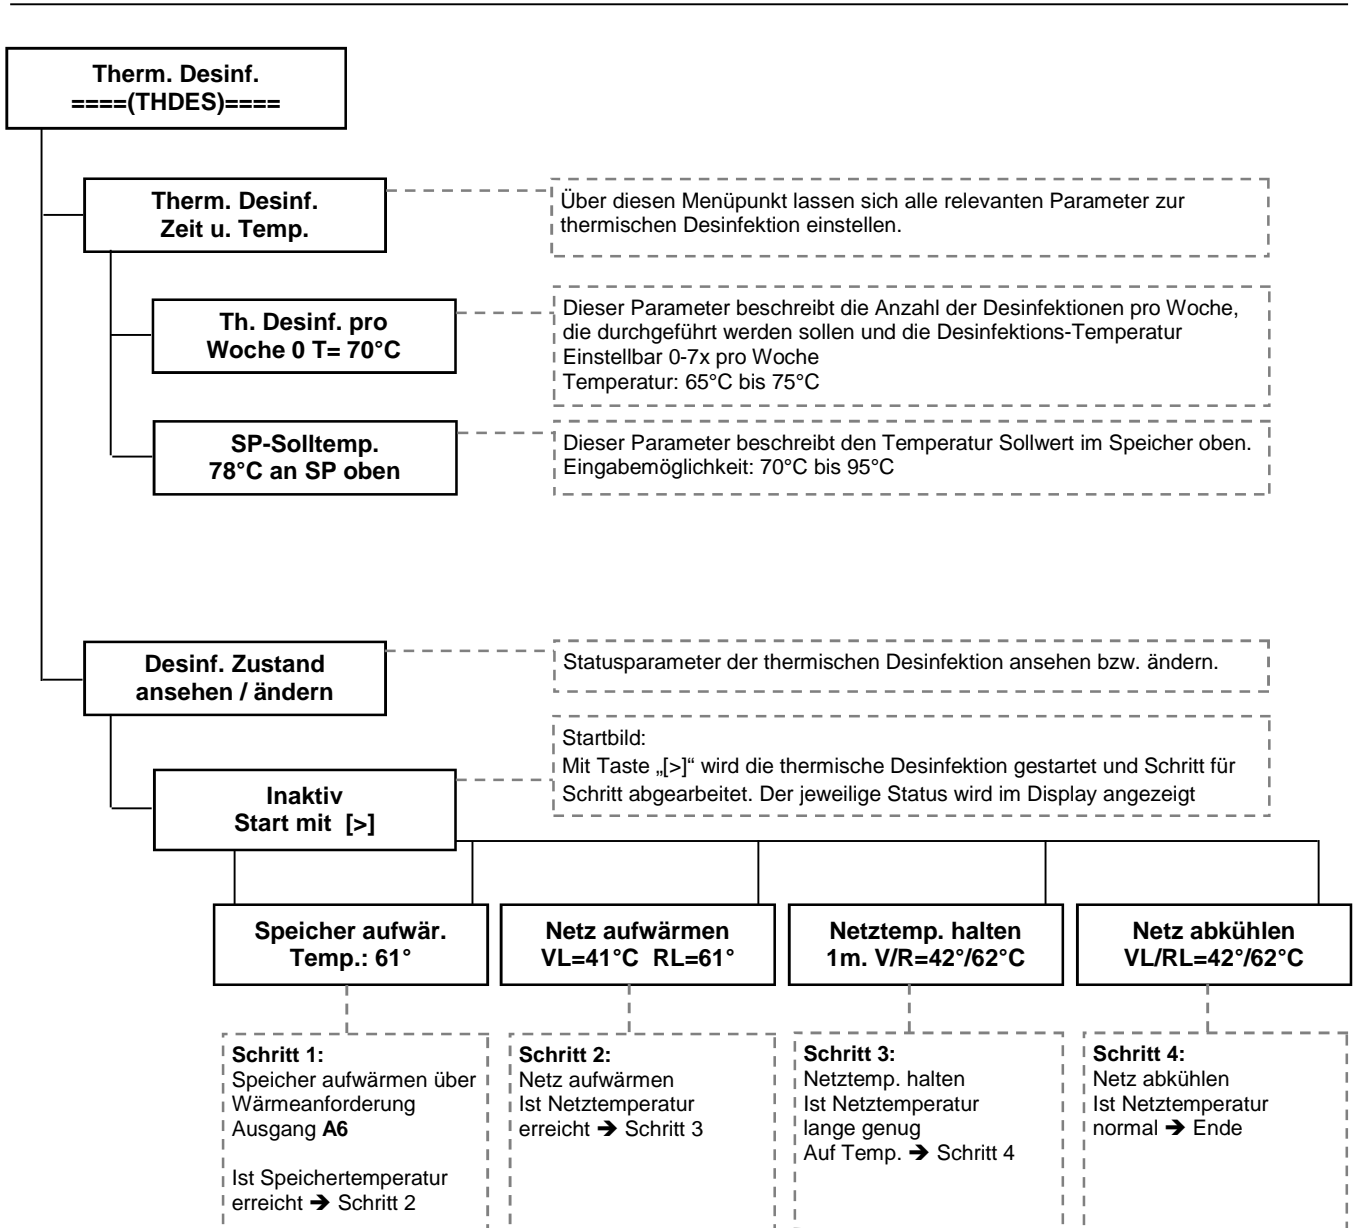 Therm. Desinf.
====(THDES)====
Therm. Desinf.
Zeit u. Temp.
Über diesen Menüpunkt lassen sich alle relevanten Parameter zur
thermischen Desinfektion einstellen.
Th. Desinf. pro
Woche 0 T= 70°C
Dieser Parameter beschreibt die Anzahl der Desinfektionen pro Woche,
die durchgeführt werden sollen und die Desinfektions-Temperatur
Einstellbar 0-7x pro Woche
Temperatur: 65°C bis 75°C
SP-Solltemp.
78°C an SP oben
Dieser Parameter beschreibt den Temperatur Sollwert im Speicher oben.
Eingabemöglichkeit: 70°C bis 95°C
Desinf. Zustand
ansehen / ändern
Statusparameter der thermischen Desinfektion ansehen bzw. ändern.
Startbild:
Mit Taste „[>]“ wird die thermische Desinfektion gestartet und Schritt für
Schritt abgearbeitet. Der jeweilige Status wird im Display angezeigt
Inaktiv
Start mit [>]
Speicher aufwär.
Temp.: 61°
Netz aufwärmen
VL=41°C RL=61°
Netztemp. halten
1m. V/R=42°/62°C
Netz abkühlen
VL/RL=42°/62°C
Schritt 1:
Speicher aufwärmen über
Wärmeanforderung
Ausgang A6
Ist Speichertemperatur
erreicht ➔ Schritt 2
Schritt 2:
Netz aufwärmen
Ist Netztemperatur
erreicht ➔ Schritt 3
Schritt 3:
Netztemp. halten
Ist Netztemperatur
lange genug
Auf Temp. ➔ Schritt 4
Schritt 4:
Netz abkühlen
Ist Netztemperatur
normal ➔ Ende